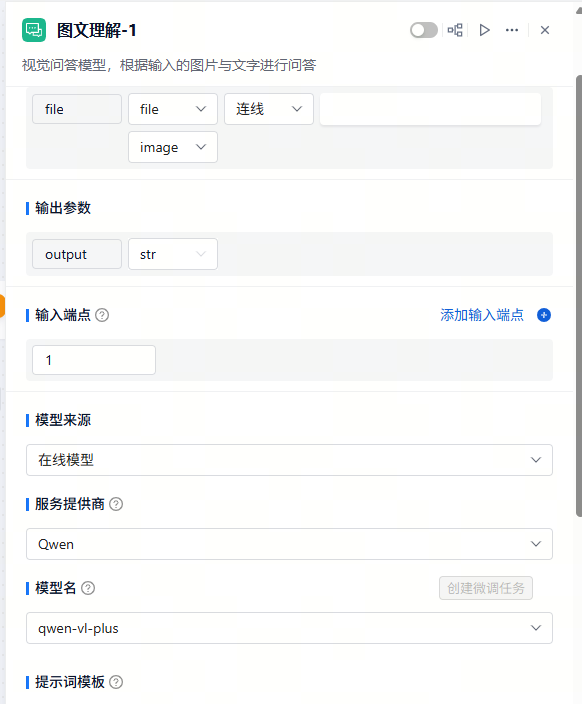 图文理解-1
视觉问答模型，根据输入的图片与文字进行问答
file file 连线
image
输出参数
output str
输入端点 添加输入端点
1
模型来源
在线模型
服务提供商
Qwen
模型名 创建微调任务
qwen-vl-plus
提示词模板